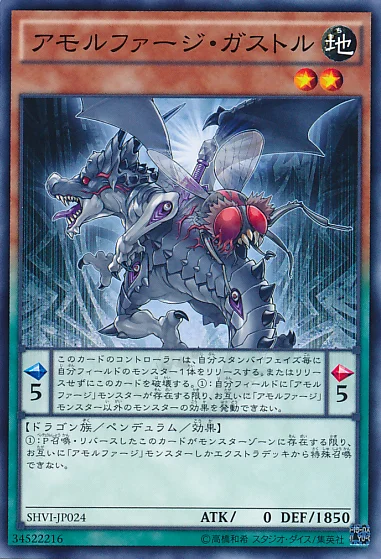 アモルファージ・ガストル
地
5
このカードのコントローラーは、自分スタンバイフェイズ毎に
自分フィールドのモンスター1体をリリースする。またはリリー
スせずにこのカードを破壊する。①:自分フィールドに「アモルファージ」
モンスターが存在する限り、お互いに「アモルファージ」
モンスター以外のモンスターの効果を発動できない。
5
【ドラゴン族/ペンデュラム/効果】
①:P召喚・リバースしたこのカードがモンスターゾーンに存在する限り、
お互いに「アモルファージ」モンスターしかエクストラデッキから特殊召喚
できない。
SHVI-JP024
ATK/ 0 DEF/1850
34522216
©高橋和希 スタジオ・ダイス/集英社